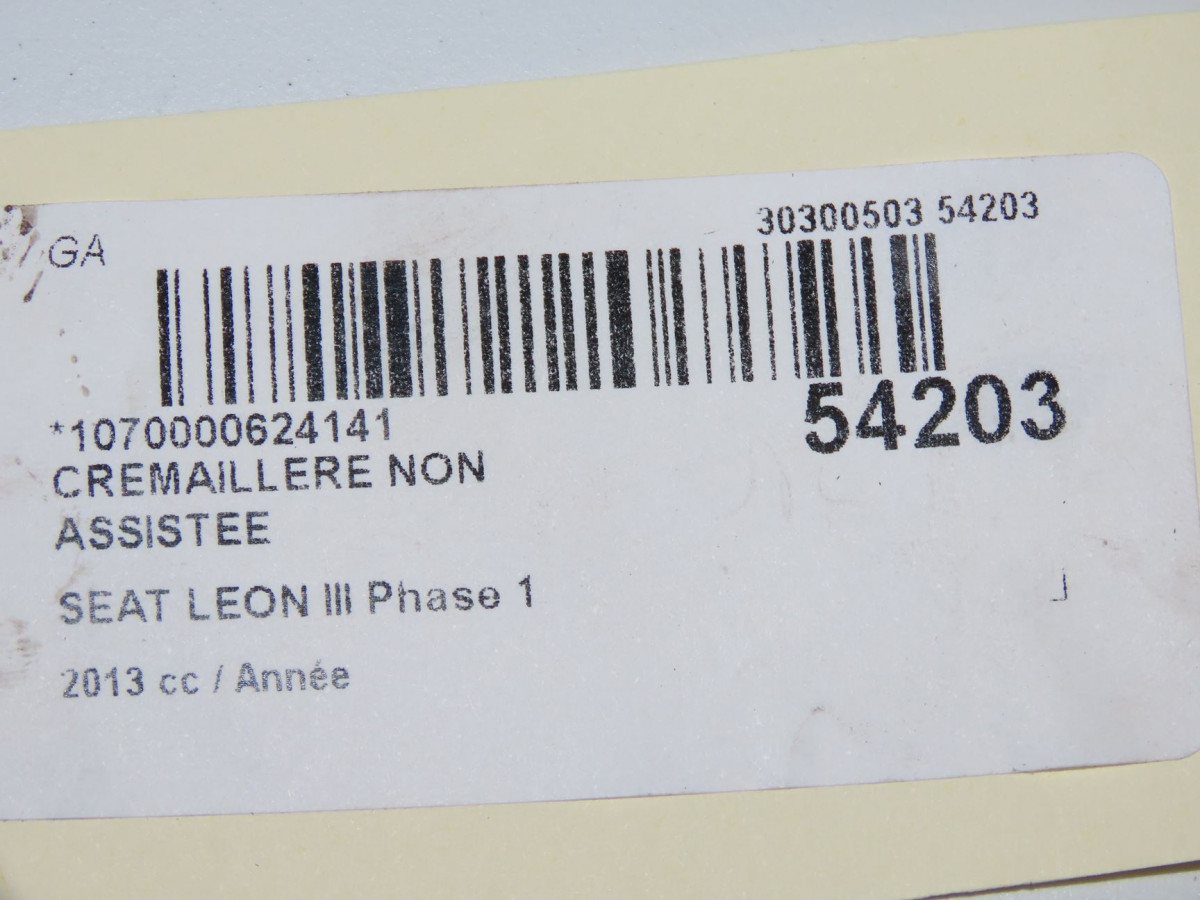 GA
30300503 54203
54203
*1070000624141
CREMAILLERE NON
ASSISTEE
SEAT LEON III Phase 1
2013 cc / Année